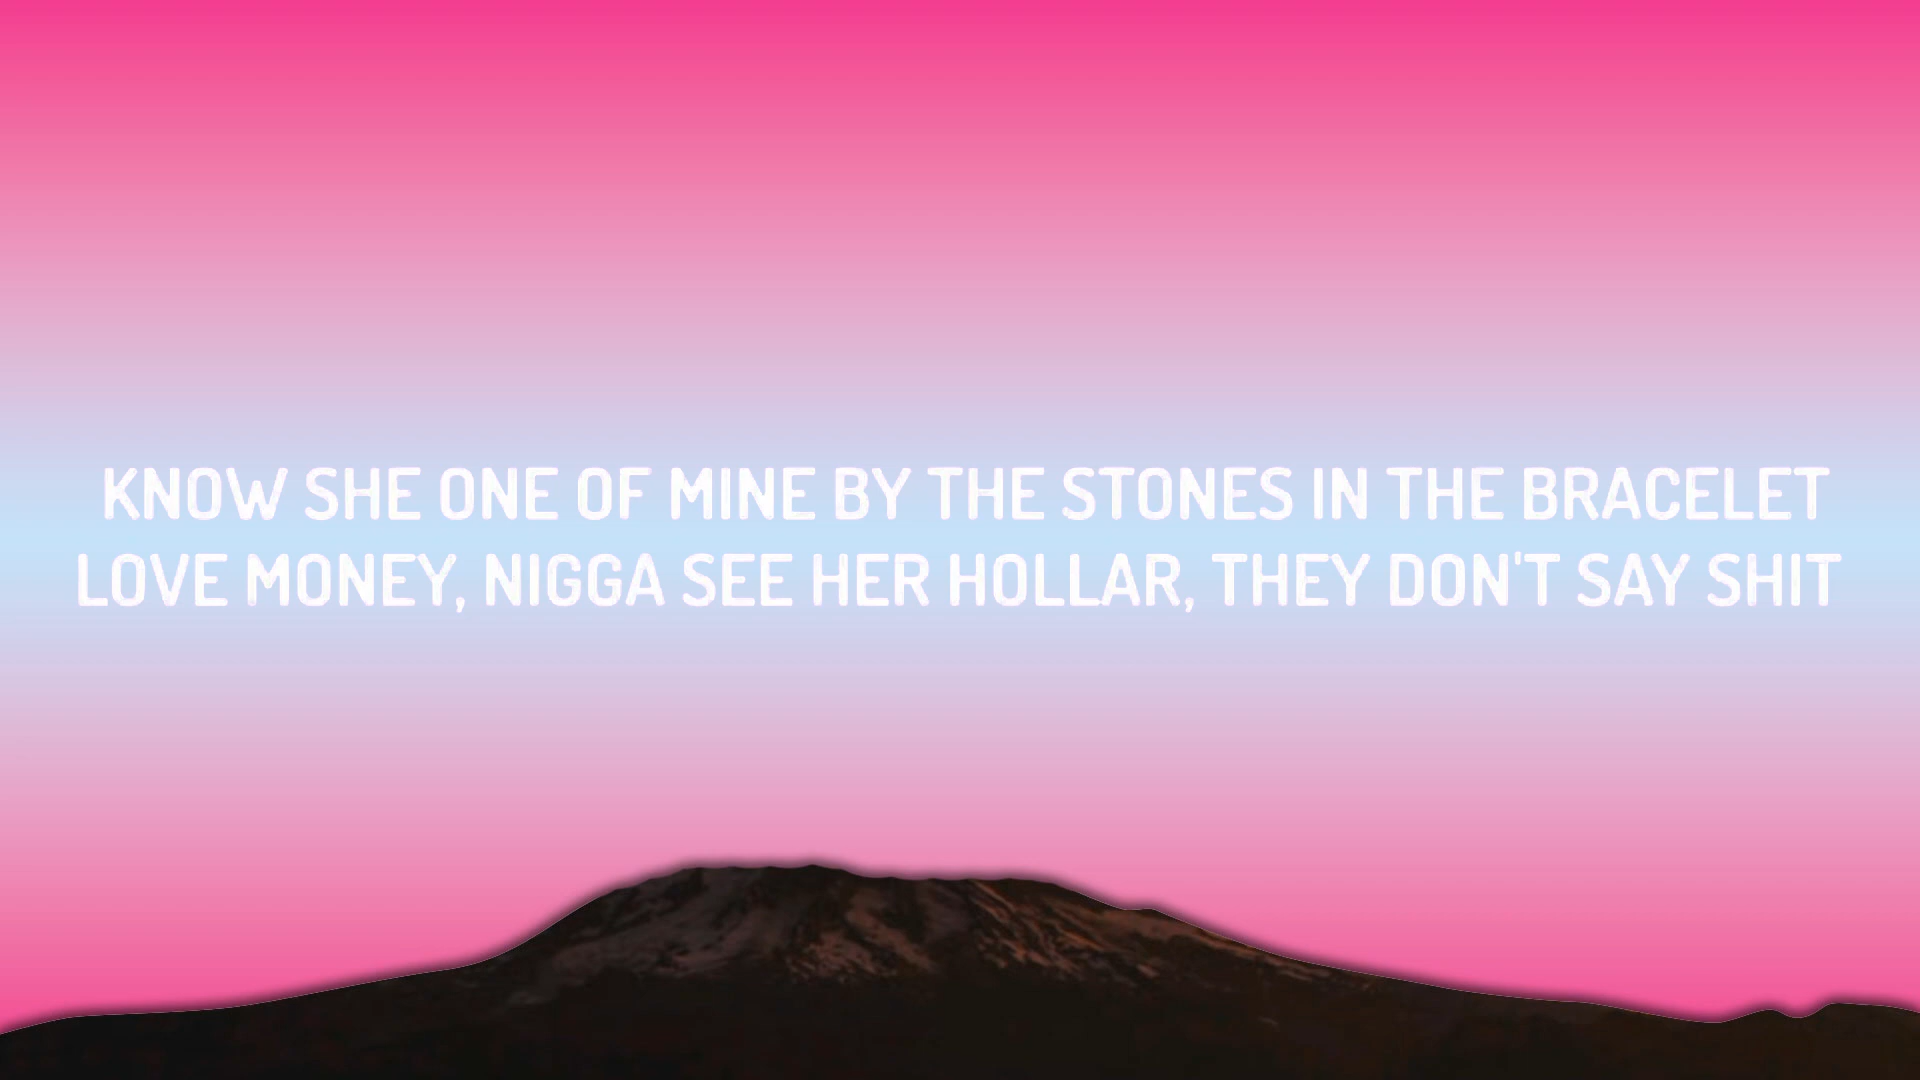 KNOW SHE ONE OF MINE BY THE STONES IN THE BRACELET
LOVE MONEY, NIGGA SEE HER HOLLAR, THEY DON'T SAY SHIT